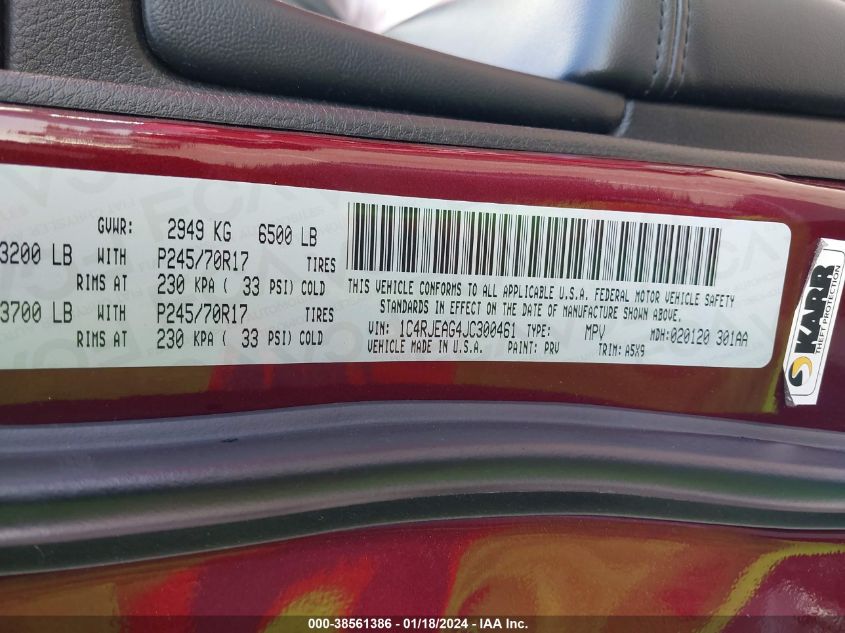 GVWR: 2949 KG 6500 LB
3200 LB WITH P245/70R17 TIRES
RIMS AT 230 KPA ( 33 PSI) COLD
3700 LB WITH P245/70R17 TIRES
RIMS AT 230 KPA ( 33 PSI) COLD
THIS VEHICLE CONFORMS TO ALL APPLICABLE U.S.A. FEDERAL MOTOR VEHICLE SAFETY
STANDARDS IN EFFECT ON THE DATE OF MANUFACTURE SHOWN ABOVE.
VIN: 1C4RJEAG4JC300461 TYPE: MPV MDH:020120 301AA
VEHICLE MADE IN U.S.A. PAINT: PRV TRIM: A5X9
KARR
THEFT PROTECTION
000-38561386 - 01/18/2024 - IAA Inc.